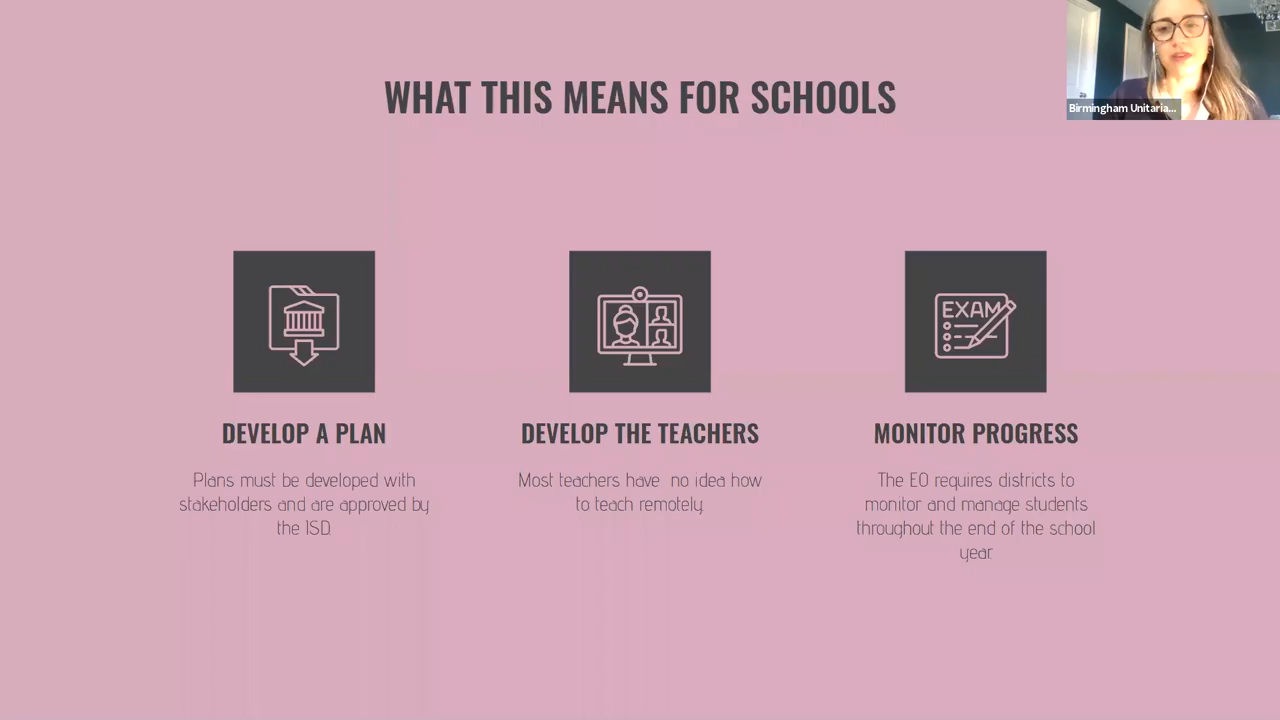 WHAT THIS MEANS FOR SCHOOLS
Birmingham Unitaria...
EXAM
DEVELOP A PLAN
Plans must be developed with
stakeholders and are approved by
the ISD.
DEVELOP THE TEACHERS
Most teachers have no idea how
to teach remotely.
MONITOR PROGRESS
The EO requires districts to
monitor and manage students
throughout the end of the school
year.